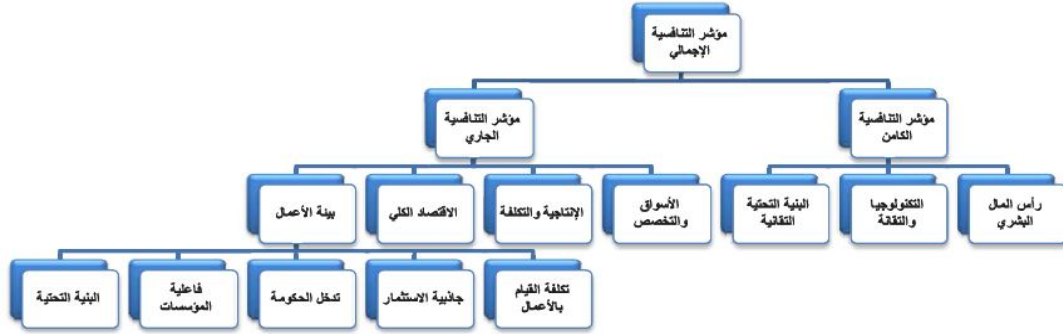 مؤشر التنافسية
الإجمالي
مؤشر التنافسية
الكامن
مؤشر التنافسية
الجاري
رأس المال
البشري
التكنولوجيا
والتقانة
البنية التحتية
التقانية
الأسواق
والتخصص
الإنتاجية والتكلفة
الاقتصاد الكلي
بيئة الأعمال
تكلفة القيام
بالأعمال
جاذبية الاستثمار
تدخل الحكومة
فاعلية
المؤسسات
البنية التحتية